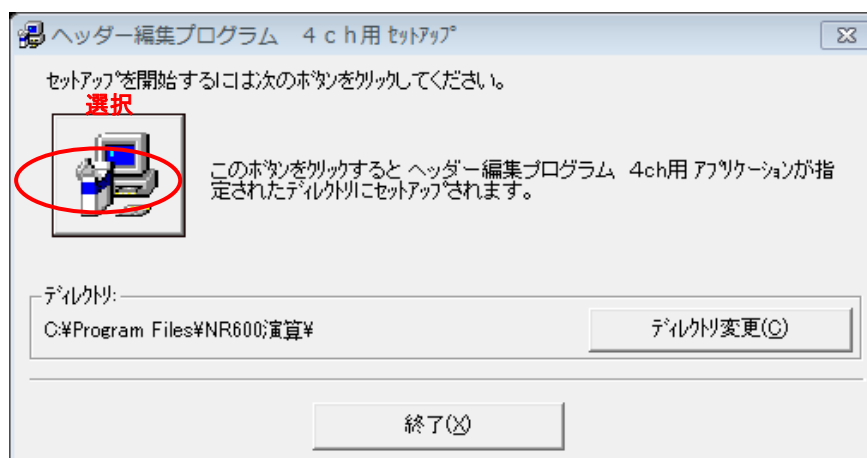 ヘッダー編集プログラム　４ｃｈ用 ｾｯﾄｱｯﾌﾟ
ｾｯﾄｱｯﾌﾟを開始するには次のﾎﾞﾀﾝをｸﾘｯｸしてください。
選択
このﾎﾞﾀﾝをｸﾘｯｸすると ヘッダー編集プログラム　4ch用 ｱﾌﾟﾘｹｰｼｮﾝが指
定されたﾃﾞｨﾚｸﾄﾘにｾｯﾄｱｯﾌﾟされます。
ﾃﾞｨﾚｸﾄﾘ:
C:¥Program Files¥NR600演算¥
ﾃﾞｨﾚｸﾄﾘ変更(C)
終了(X)